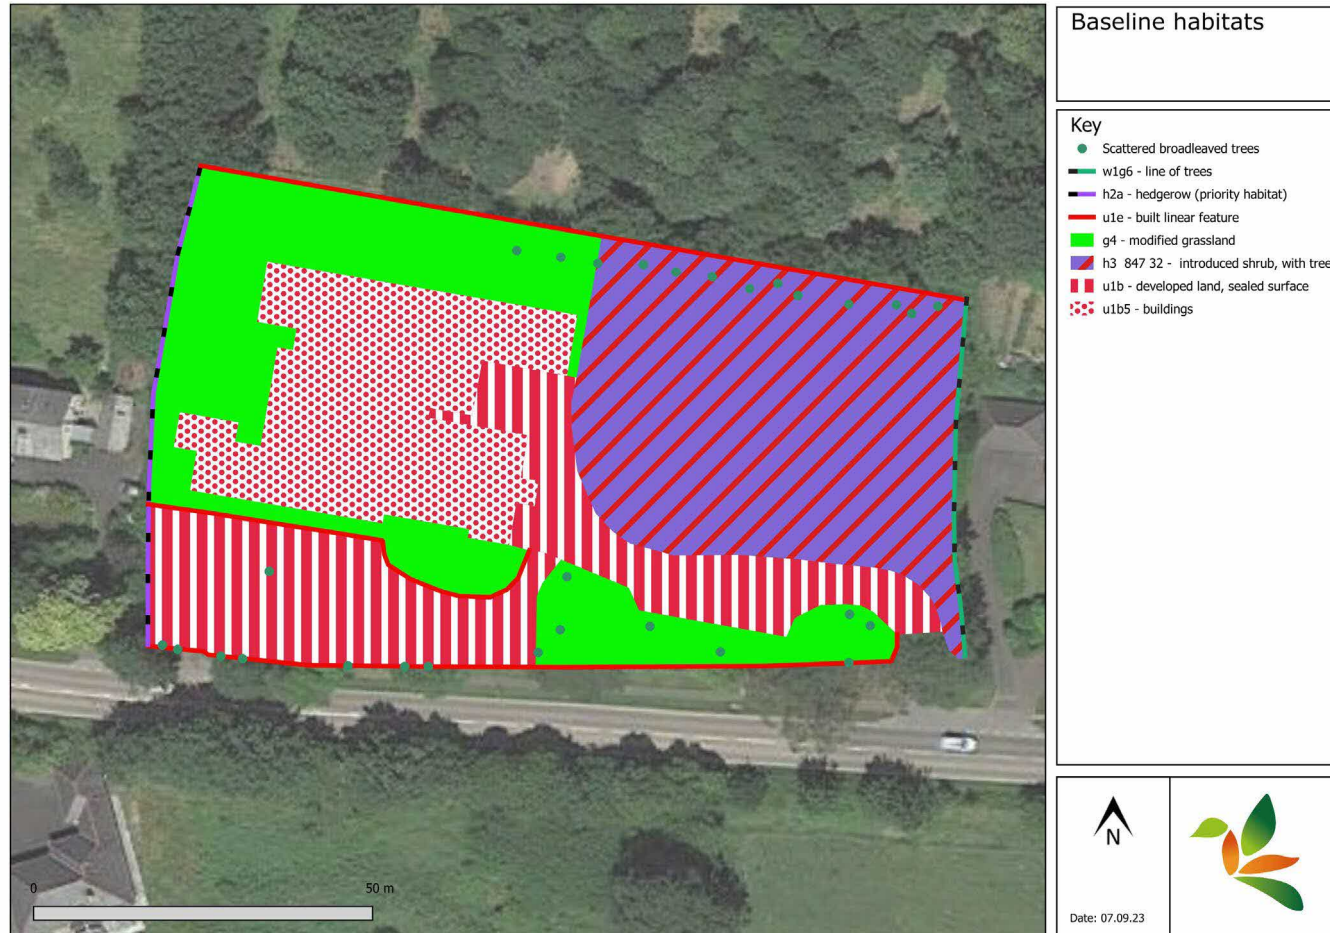 Baseline habitats
Key
Scattered broadleaved trees
w1g6 - line of trees
h2a - hedgerow (priority habitat)
u1e - built linear feature
g4 - modified grassland
h3 847 32 - introduced shrub, with tree
u1b - developed land, sealed surface
u1b5 - buildings
0 50 m
N
Date: 07.09.23